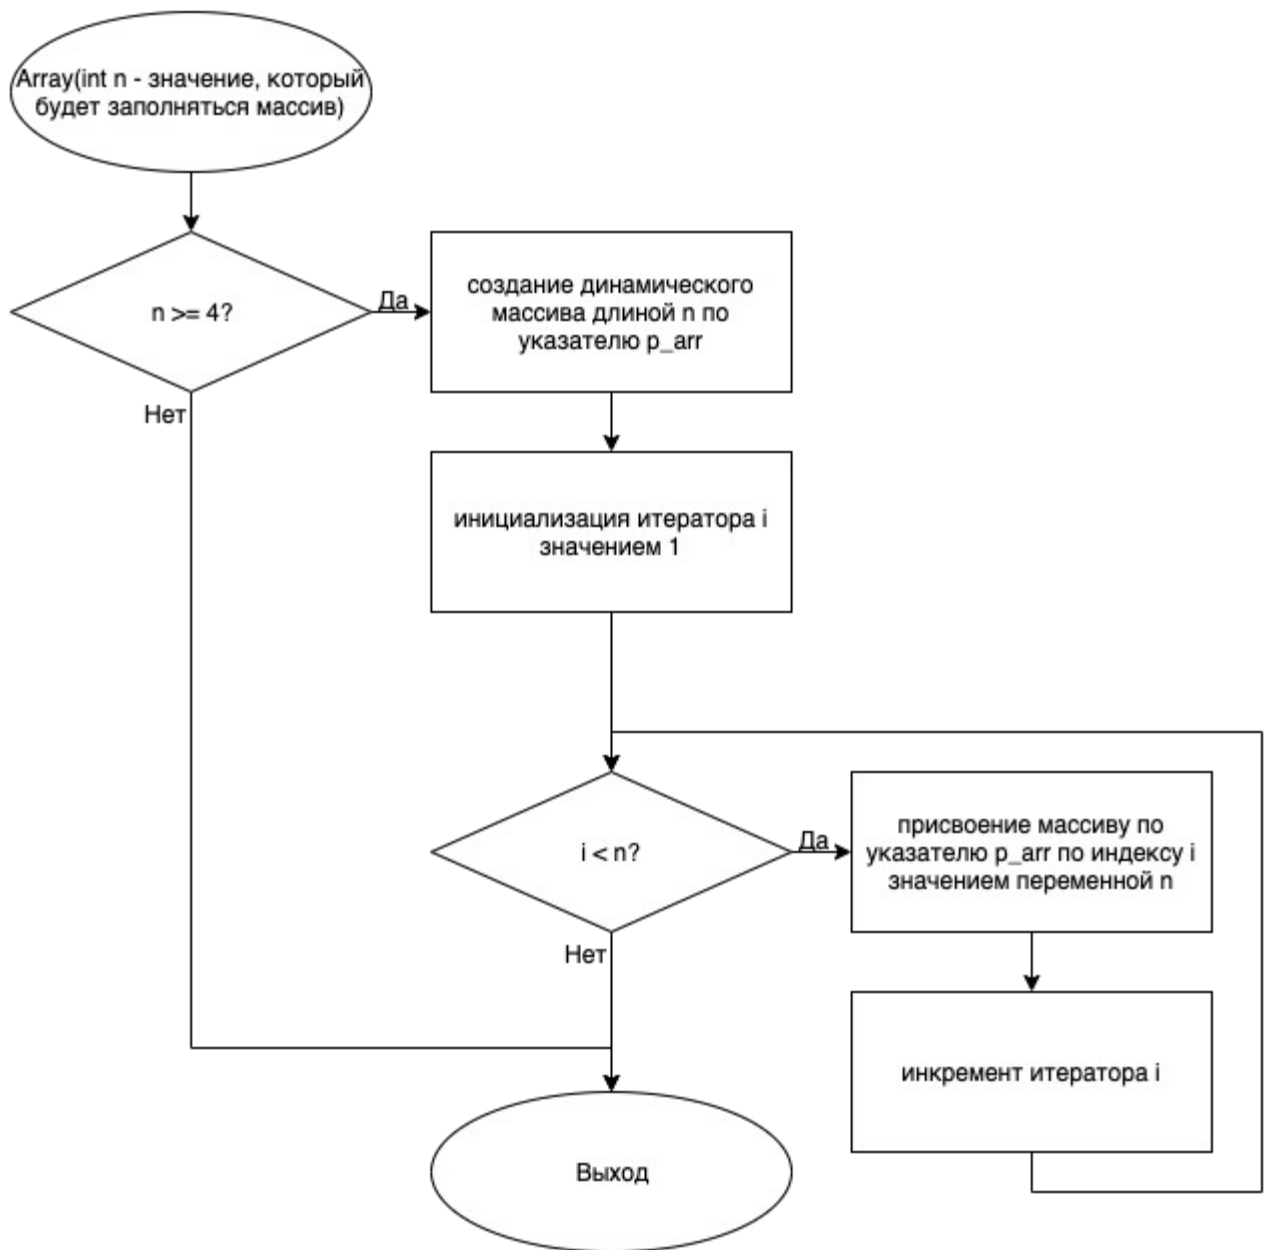 Array(int n - значение, который
будет заполняться массив)
n >= 4?
Да
создание динамического
массива длиной n по
указателю p_arr
Нет
инициализация итератора i
значением 1
i < n?
Да
присвоение массиву по
указателю p_arr по индексу i
значением переменной n
Нет
инкремент итератора i
Выход